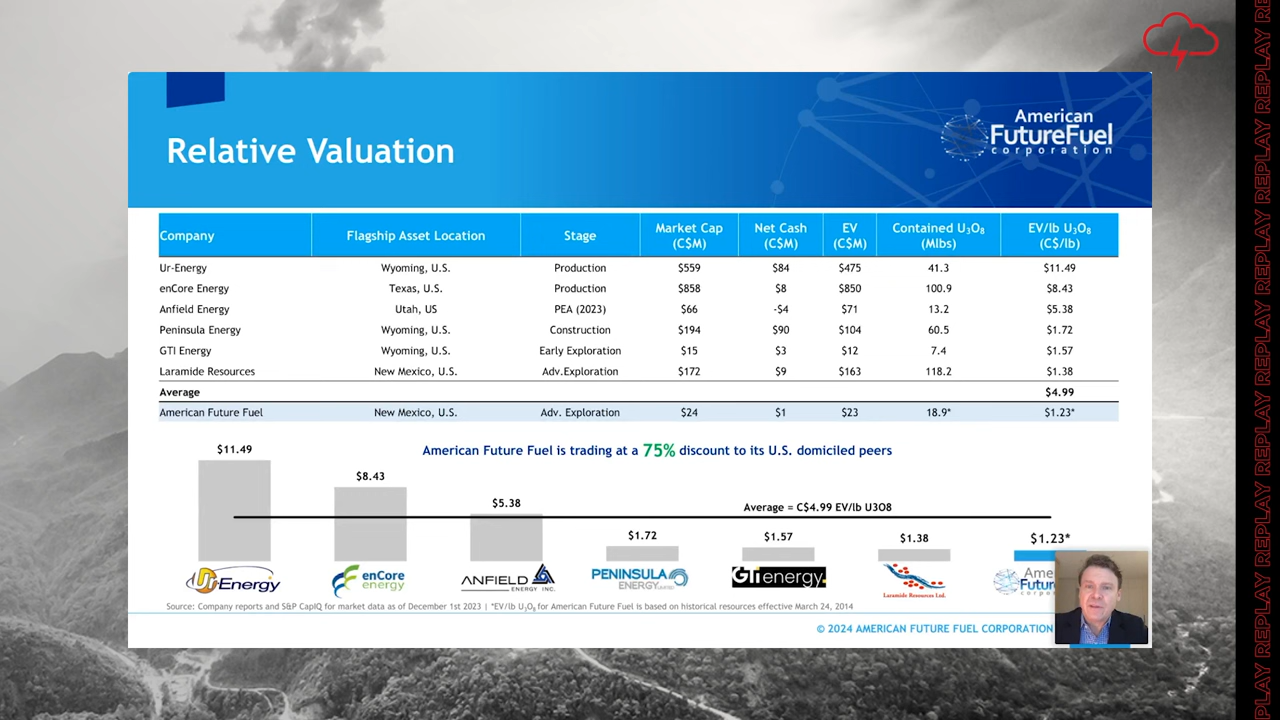 Relative Valuation
American
FutureFuel
corporation
Company Flagship Asset Location Stage Market Cap (C$M) Net Cash (C$M) EV (C$M) Contained U₃O₈ (Mlbs) EV/lb U₃O₈ (C$/lb)
Ur-Energy Wyoming, U.S. Production $559 $84 $475 41.3 $11.49
enCore Energy Texas, U.S. Production $858 $8 $850 100.9 $8.43
Anfield Energy Utah, US PEA (2023) $66 -$4 $71 13.2 $5.38
Peninsula Energy Wyoming, U.S. Construction $194 $90 $104 60.5 $1.72
GTI Energy Wyoming, U.S. Early Exploration $15 $3 $12 7.4 $1.57
Laramide Resources New Mexico, U.S. Adv.Exploration $172 $9 $163 118.2 $1.38
Average $4.99
American Future Fuel New Mexico, U.S. Adv. Exploration $24 $1 $23 18.9* $1.23*
American Future Fuel is trading at a 75% discount to its U.S. domiciled peers
$11.49 $8.43 $5.38 $1.72 $1.57 $1.38 $1.23*
Average = C$4.99 EV/lb U3O8
UrEnergy
enCore
energy
ANFIELD
ENERGY INC.
PENINSULA
ENERGY LIMITED
GTi energy
Laramide Resources Ltd.
Source: Company reports and S&P CapIQ for market data as of December 1st 2023 | *EV/lb U₃O₈ for American Future Fuel is based on historical resources effective March 24, 2014
© 2024 AMERICAN FUTURE FUEL CORPORATION
REPLAY REPLAY REPLAY REPLAY REPLAY REPLAY REPLAY REPLAY